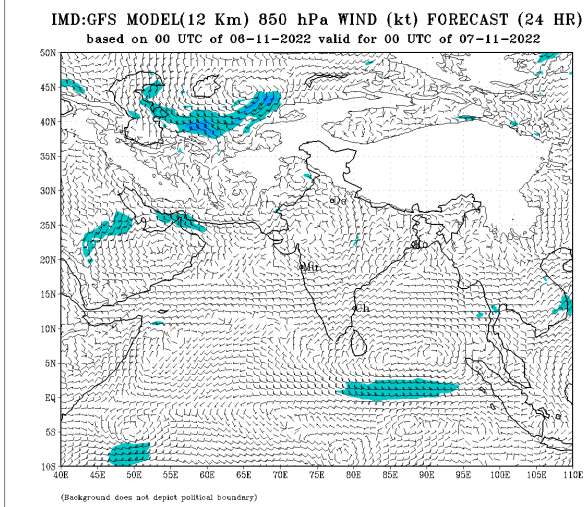 IMD:GFS MODEL(12 Km) 850 hPa WIND (kt) FORECAST (24 HR)
based on 00 UTC of 06-11-2022 valid for 00 UTC of 07-11-2022
50N
45N
40N
35N
30N
25N
20N
15N
10N
5N
EQ
5S
10S
Mu
Ch
40E 45E 50E 55E 60E 65E 70E 75E 80E 85E 90E 95E 100E 105E 110E
(Background does not depict political boundary)